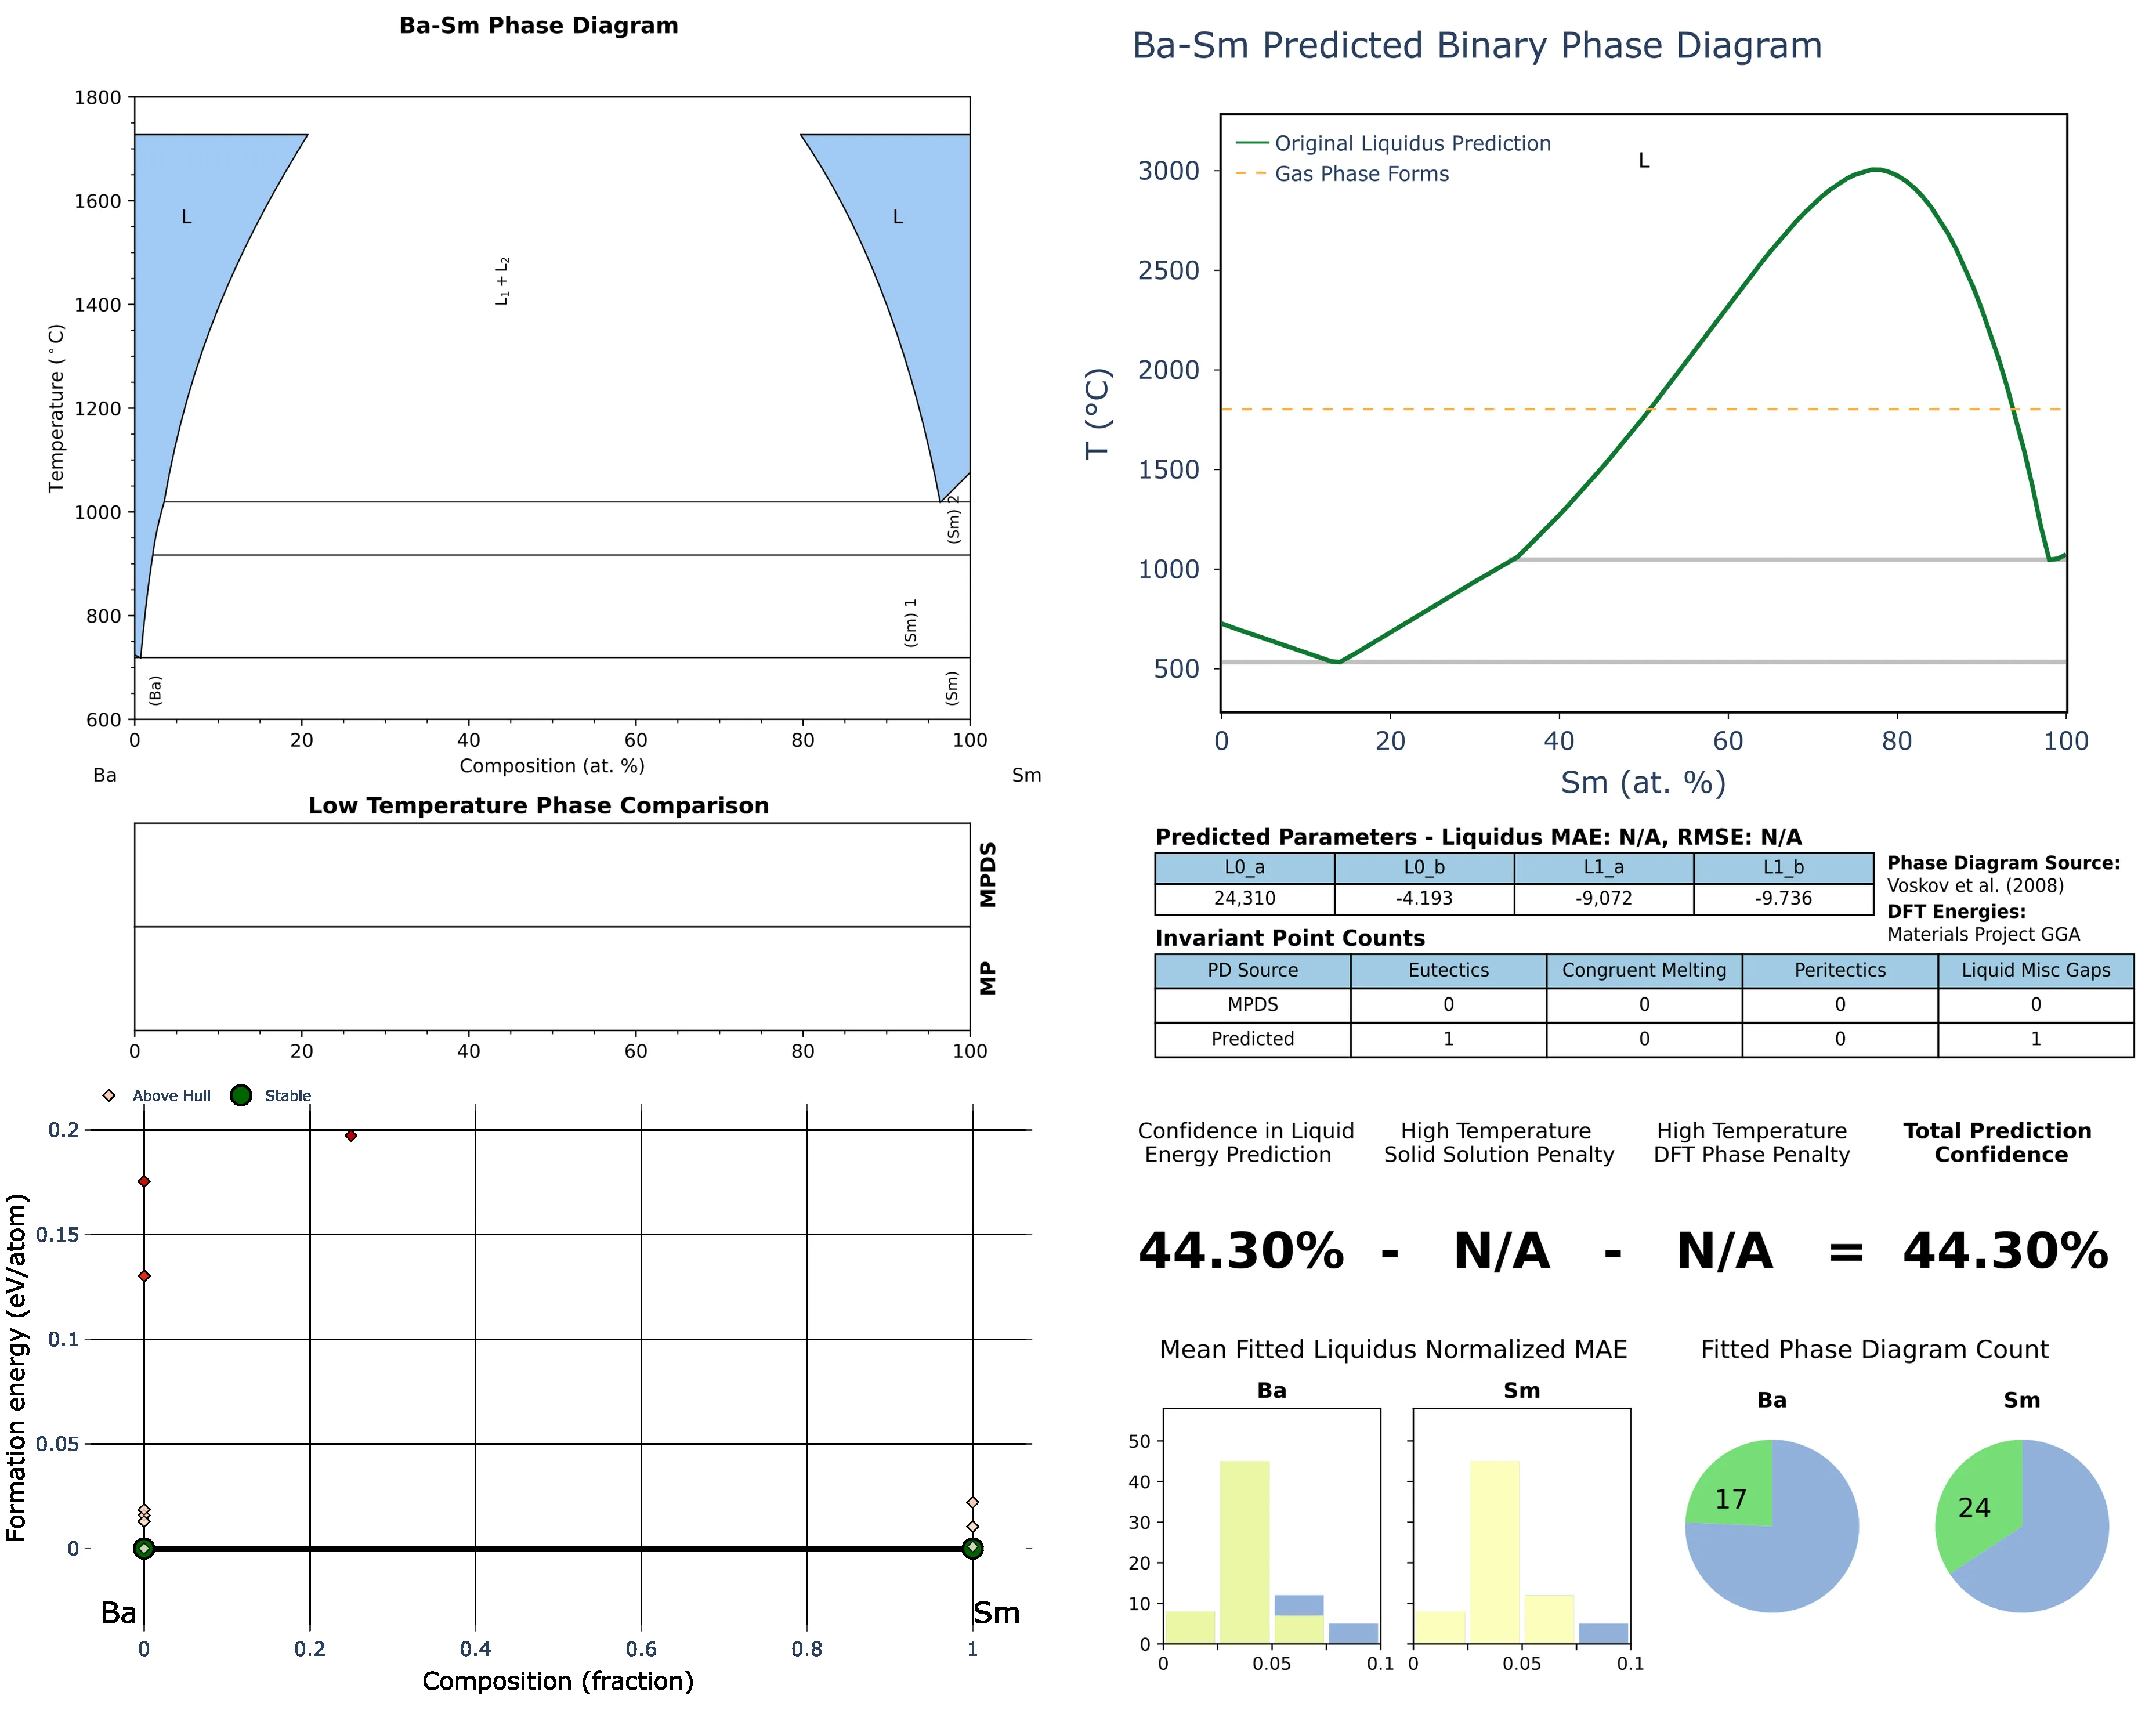 Ba-Sm Phase Diagram
1800
1600
1400
1200
1000
800
600
Temperature (°C)
L
L
L₁ + L₂
(Sm) 2
(Sm) 1
(Ba)
(Sm)
0 20 40 60 80 100
Composition (at. %)
Ba
Sm
Low Temperature Phase Comparison
MPDS
MP
0 20 40 60 80 100
Above Hull
Stable
0.2
0.15
0.1
0.05
0
Formation energy (eV/atom)
Ba
Sm
0 0.2 0.4 0.6 0.8 1
Composition (fraction)
Ba-Sm Predicted Binary Phase Diagram
Original Liquidus Prediction
Gas Phase Forms
L
3000
2500
2000
1500
1000
500
T (°C)
0 20 40 60 80 100
Sm (at. %)
Predicted Parameters - Liquidus MAE: N/A, RMSE: N/A
L0_a L0_b L1_a L1_b
24,310 -4.193 -9,072 -9.736
Phase Diagram Source:
Voskov et al. (2008)
DFT Energies:
Materials Project GGA
Invariant Point Counts
PD Source Eutectics Congruent Melting Peritectics Liquid Misc Gaps
MPDS 0 0 0 0
Predicted 1 0 0 1
Confidence in Liquid
Energy Prediction
High Temperature
Solid Solution Penalty
High Temperature
DFT Phase Penalty
Total Prediction
Confidence
44.30% - N/A - N/A = 44.30%
Mean Fitted Liquidus Normalized MAE
Ba
Sm
50
40
30
20
10
0
0 0.05 0.1
0 0.05 0.1
Fitted Phase Diagram Count
Ba
Sm
17
24